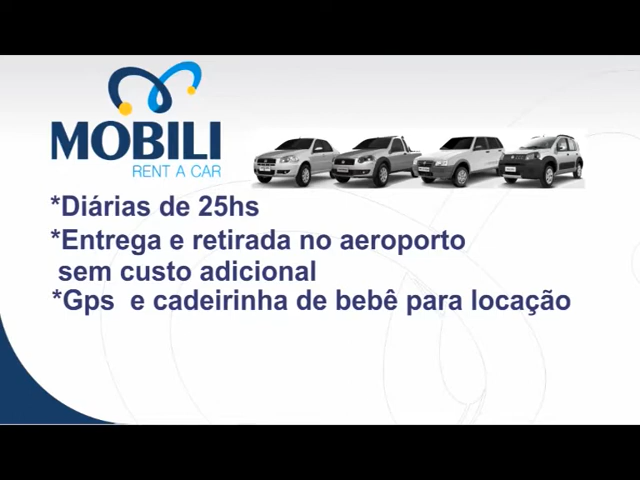 MOBILI
RENT A CAR
*Diárias de 25hs
*Entrega e retirada no aeroporto
sem custo adicional
*Gps e cadeirinha de bebê para locação